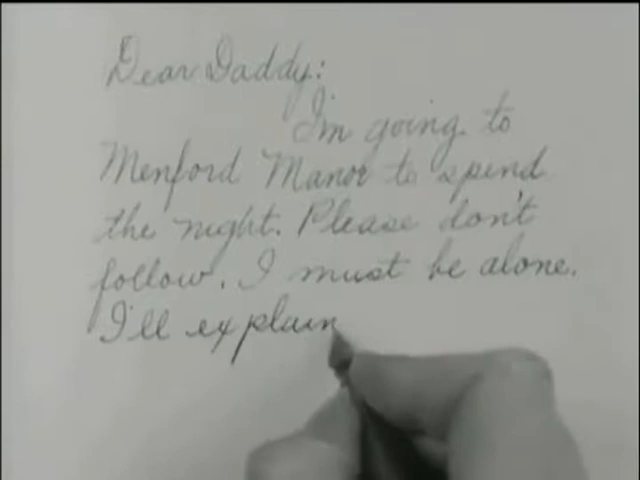 Dear Daddy:
I'm going to
Menford Manor to spend
the night. Please don't
follow. I must be alone.
I'll explain